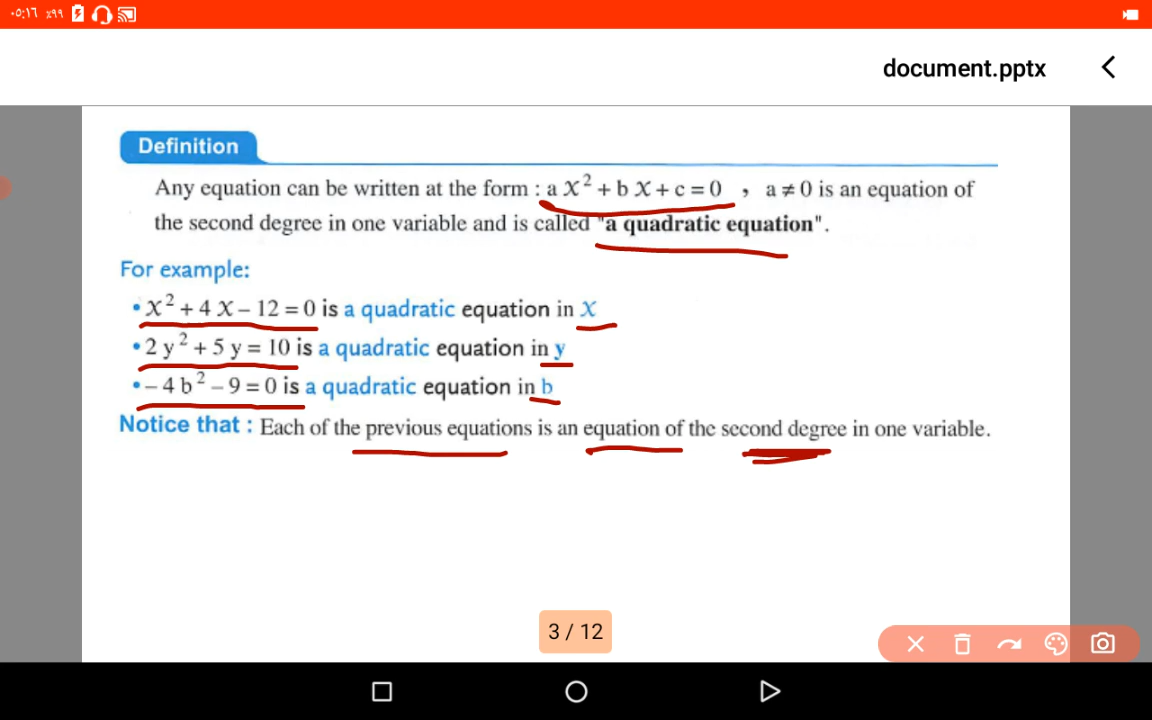 ٠٥:١٦ ٪٩٩
document.pptx
Definition
Any equation can be written at the form : a X² + b X + c = 0 , a ≠ 0 is an equation of
the second degree in one variable and is called "a quadratic equation".
For example:
• X² + 4 X – 12 = 0 is a quadratic equation in X
• 2 y² + 5 y = 10 is a quadratic equation in y
• – 4 b² – 9 = 0 is a quadratic equation in b
Notice that : Each of the previous equations is an equation of the second degree in one variable.
3 / 12